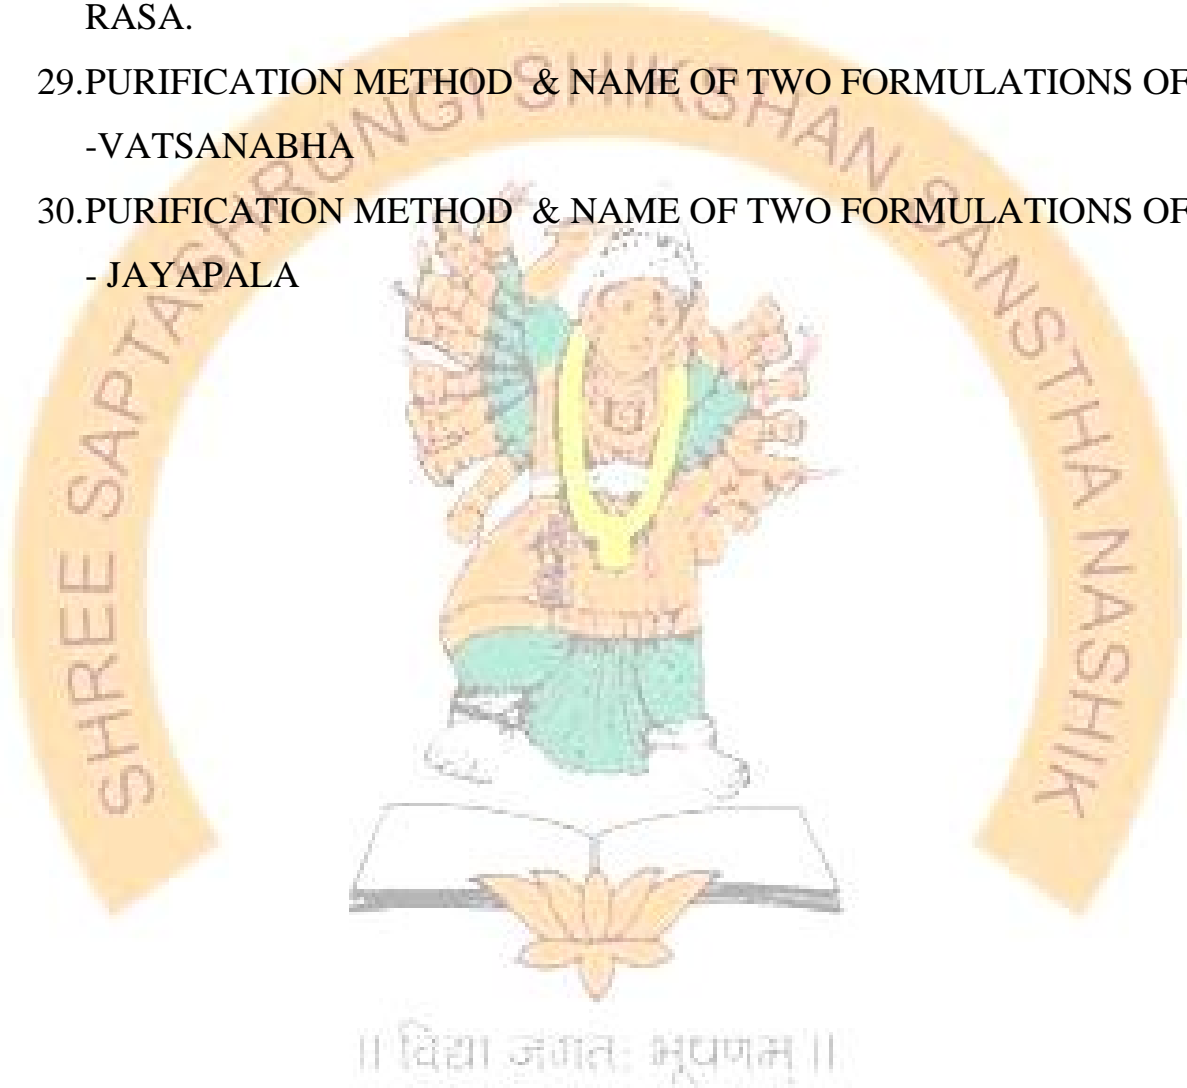 RASA.
29.PURIFICATION METHOD & NAME OF TWO FORMULATIONS OF
-VATSANABHA
30.PURIFICATION METHOD & NAME OF TWO FORMULATIONS OF
- JAYAPALA
SHREE SAPTASHRUNGI SHIKSHAN SANSTHA NASHIK
॥ विद्या जगतः भूषणम् ॥